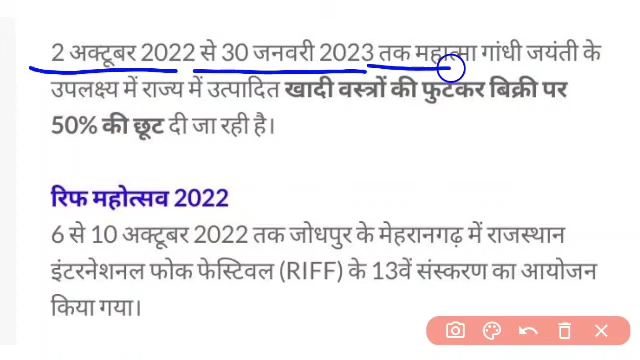 2 अक्टूबर 2022 से 30 जनवरी 2023 तक महात्मा गांधी जयंती के
उपलक्ष्य में राज्य में उत्पादित खादी वस्त्रों की फुटकर बिक्री पर
50% की छूट दी जा रही है।
रिफ महोत्सव 2022
6 से 10 अक्टूबर 2022 तक जोधपुर के मेहरानगढ़ में राजस्थान
इंटरनेशनल फोक फेस्टिवल (RIFF) के 13वें संस्करण का आयोजन
किया गया।